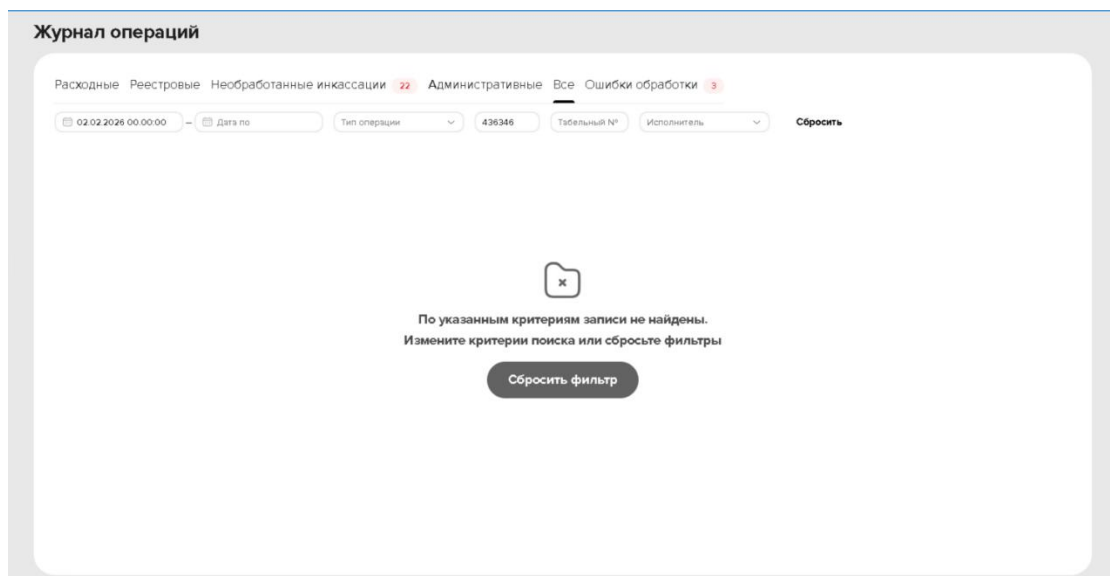 Журнал операций
Расходные Реестровые Необработанные инкассации 22 Административные Все Ошибки обработки 3
02.02.2026 00:00:00 – Дата по Тип операции 436346 Табельный № Исполнитель Сбросить
По указанным критериям записи не найдены.
Измените критерии поиска или сбросьте фильтры
Сбросить фильтр